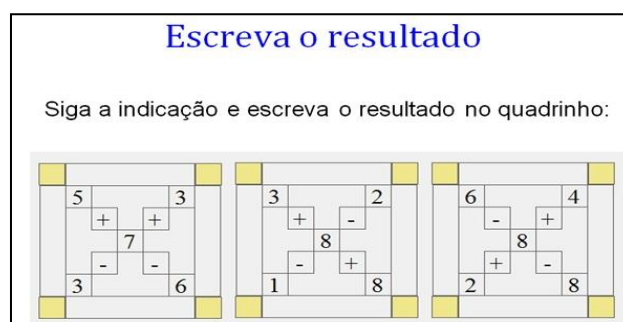 Escreva o resultado
Siga a indicação e escreva o resultado no quadrinho:
5 3 3 2 6 4
+ + + - - +
7 8 8
- - - + + -
3 6 1 8 2 8